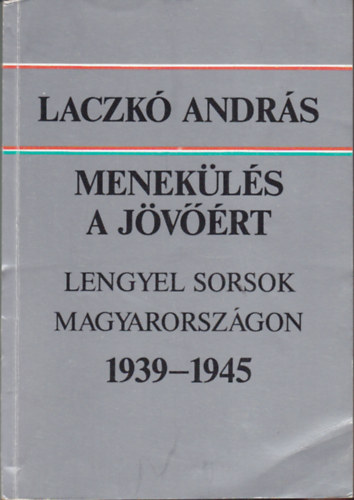 LACZKÓ ANDRÁS
MENEKÜLÉS
A JÖVŐÉRT
LENGYEL SORSOK
MAGYARORSZÁGON
1939–1945